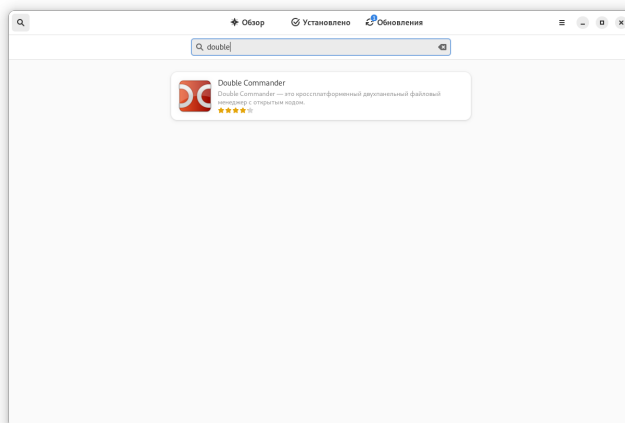 Обзор
Установлено
Обновления
double
Double Commander
Double Commander — это кроссплатформенный двухпанельный файловый
менеджер с открытым кодом.